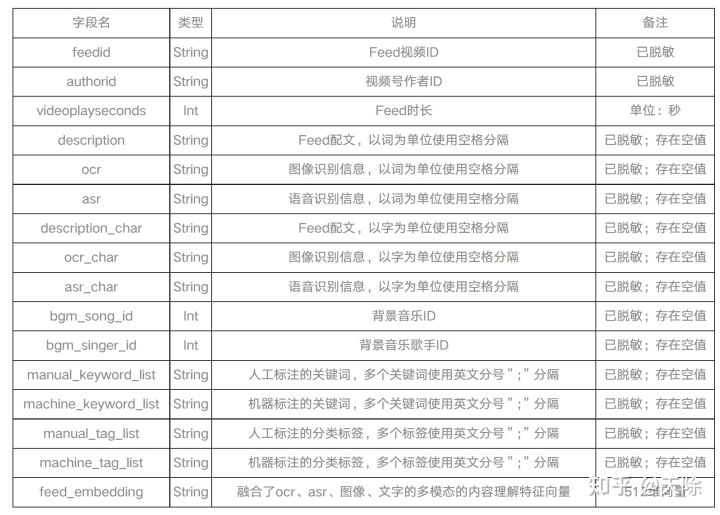 字段名 类型 说明 备注
feedid String Feed视频ID 已脱敏
authorid String 视频号作者ID 已脱敏
videoplayseconds Int Feed时长 单位：秒
description String Feed配文，以词为单位使用空格分隔 已脱敏；存在空值
ocr String 图像识别信息，以词为单位使用空格分隔 已脱敏；存在空值
asr String 语音识别信息，以词为单位使用空格分隔 已脱敏；存在空值
description_char String Feed配文，以字为单位使用空格分隔 已脱敏；存在空值
ocr_char String 图像识别信息，以字为单位使用空格分隔 已脱敏；存在空值
asr_char String 语音识别信息，以字为单位使用空格分隔 已脱敏；存在空值
bgm_song_id Int 背景音乐ID 已脱敏；存在空值
bgm_singer_id Int 背景音乐歌手ID 已脱敏；存在空值
manual_keyword_list String 人工标注的关键词，多个关键词使用英文分号”;”分隔 已脱敏；存在空值
machine_keyword_list String 机器标注的关键词，多个关键词使用英文分号”;”分隔 已脱敏；存在空值
manual_tag_list String 人工标注的分类标签，多个标签使用英文分号”;”分隔 已脱敏；存在空值
machine_tag_list String 机器标注的分类标签，多个标签使用英文分号”;”分隔 已脱敏；存在空值
feed_embedding String 融合了ocr、asr、图像、文字的多模态的内容理解特征向量 512维向量
知乎